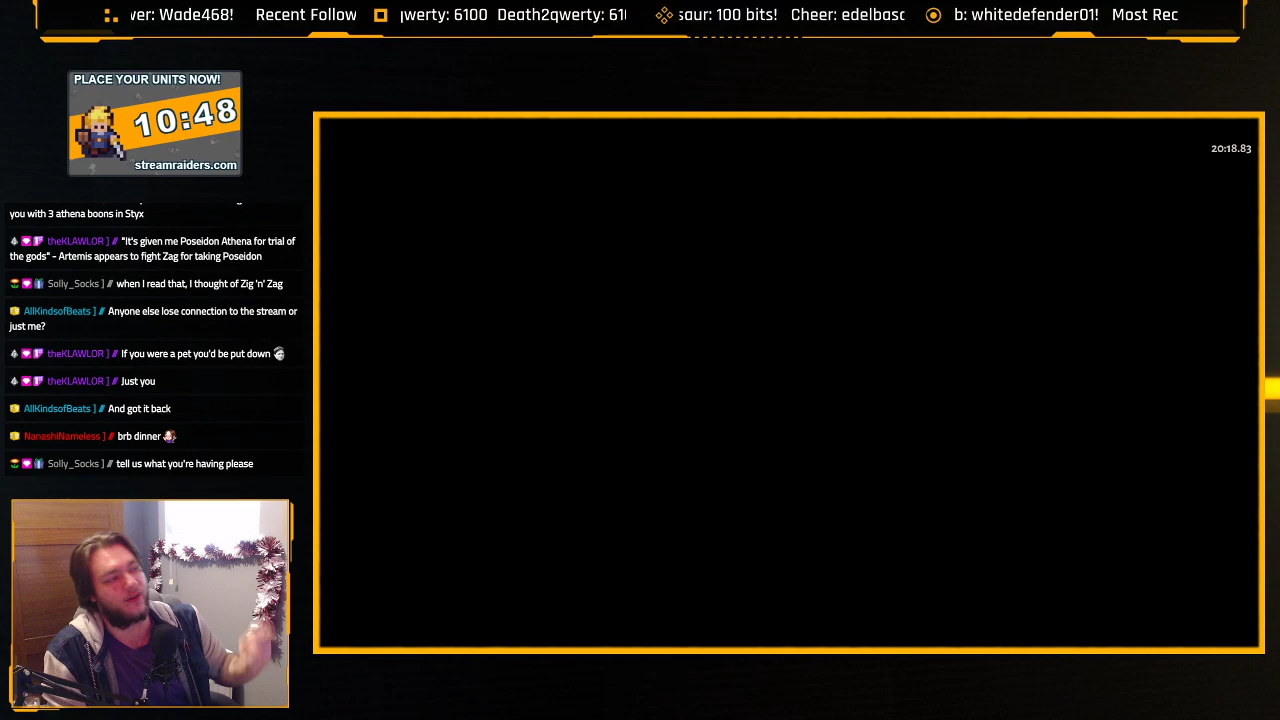 ver: Wade468! Recent Follow
qwerty: 6100 Death2qwerty: 61
saur: 100 bits! Cheer: edelbasc
b: whitedefender01! Most Rec
PLACE YOUR UNITS NOW!
10:48
streamraiders.com
20:18.83
you with 3 athena boons in Styx
theKLAWLOR ] // "It's given me Poseidon Athena for trial of
the gods" - Artemis appears to fight Zag for taking Poseidon
Solly_Socks ] // when I read that, I thought of Zig 'n' Zag
AllKindsofBeats ] // Anyone else lose connection to the stream or
just me?
theKLAWLOR ] // If you were a pet you'd be put down
theKLAWLOR ] // Just you
AllKindsofBeats ] // And got it back
NanashiNameless ] // brb dinner
Solly_Socks ] // tell us what you're having please